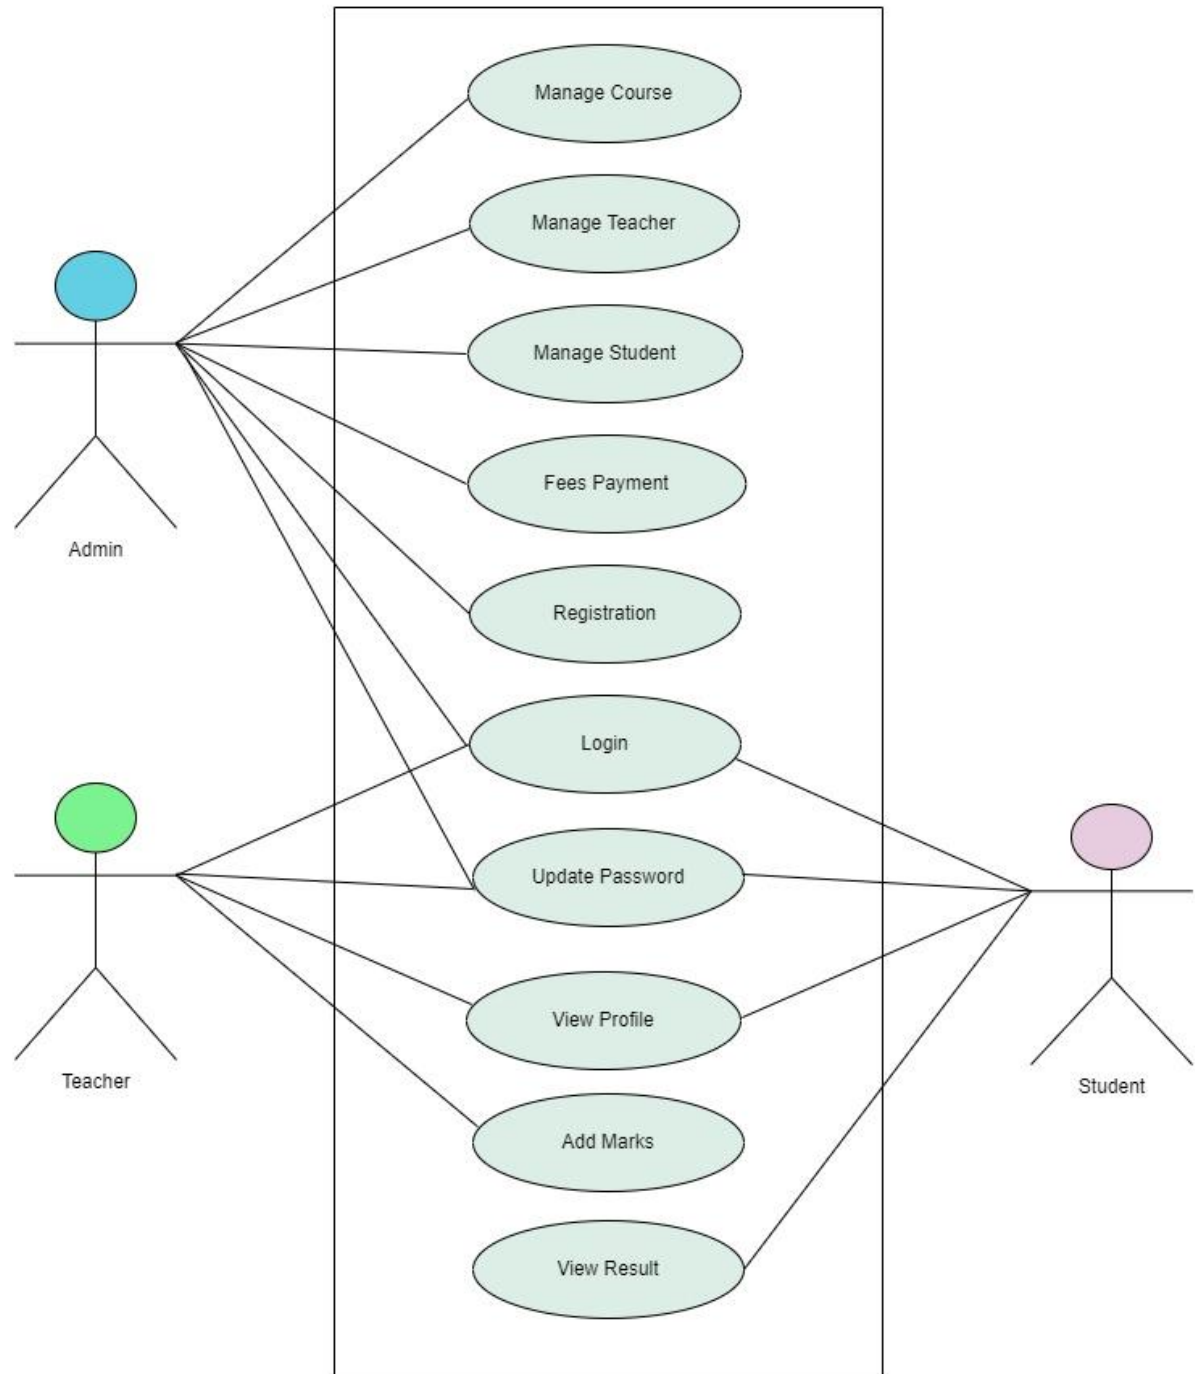 Manage Course
Manage Teacher
Manage Student
Fees Payment
Admin
Registration
Login
Update Password
View Profile
Teacher
Student
Add Marks
View Result